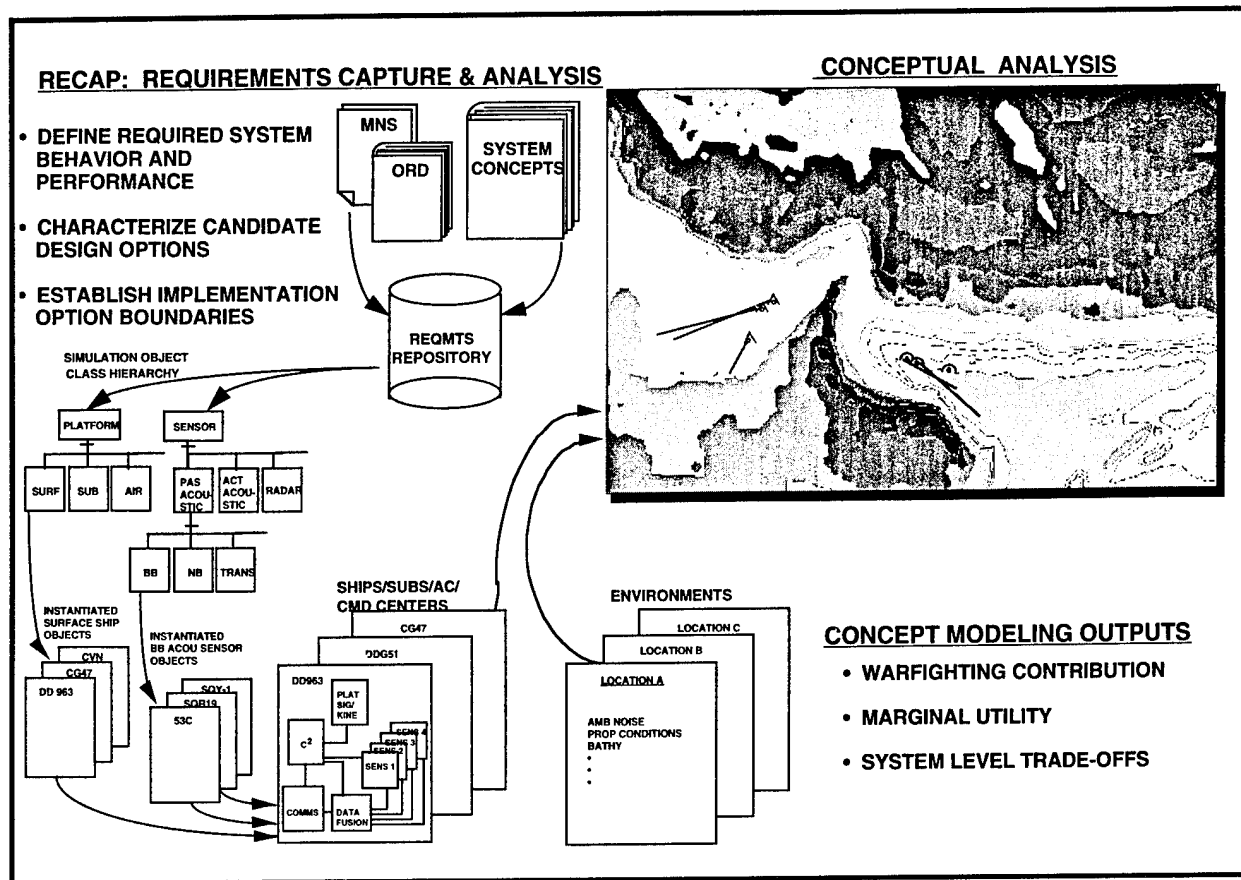 RECAP: REQUIREMENTS CAPTURE & ANALYSIS
• DEFINE REQUIRED SYSTEM
BEHAVIOR AND
PERFORMANCE
• CHARACTERIZE CANDIDATE
DESIGN OPTIONS
• ESTABLISH IMPLEMENTATION
OPTION BOUNDARIES
MNS
ORD
SYSTEM
CONCEPTS
REQMTS
REPOSITORY
SIMULATION OBJECT
CLASS HIERARCHY
PLATFORM
SENSOR
SURF
SUB
AIR
PAS
ACOU-
STIC
ACT
ACOU-
STIC
RADAR
BB
NB
TRANS
INSTANTIATED
SURFACE SHIP
OBJECTS
CVN
CG47
DD 963
INSTANTIATED
BB ACOU SENSOR
OBJECTS
SQY-1
SQR19
53C
SHIPS/SUBS/AC/
CMD CENTERS
CG47
DDG51
DD963
PLAT
SIG/
KINE
C²
SENS 4
SENS 3
SENS 2
SENS 1
COMMS
DATA
FUSION
CONCEPTUAL ANALYSIS
ENVIRONMENTS
LOCATION C
LOCATION B
LOCATION A
AMB NOISE
PROP CONDITIONS
BATHY
•
•
•
CONCEPT MODELING OUTPUTS
• WARFIGHTING CONTRIBUTION
• MARGINAL UTILITY
• SYSTEM LEVEL TRADE-OFFS